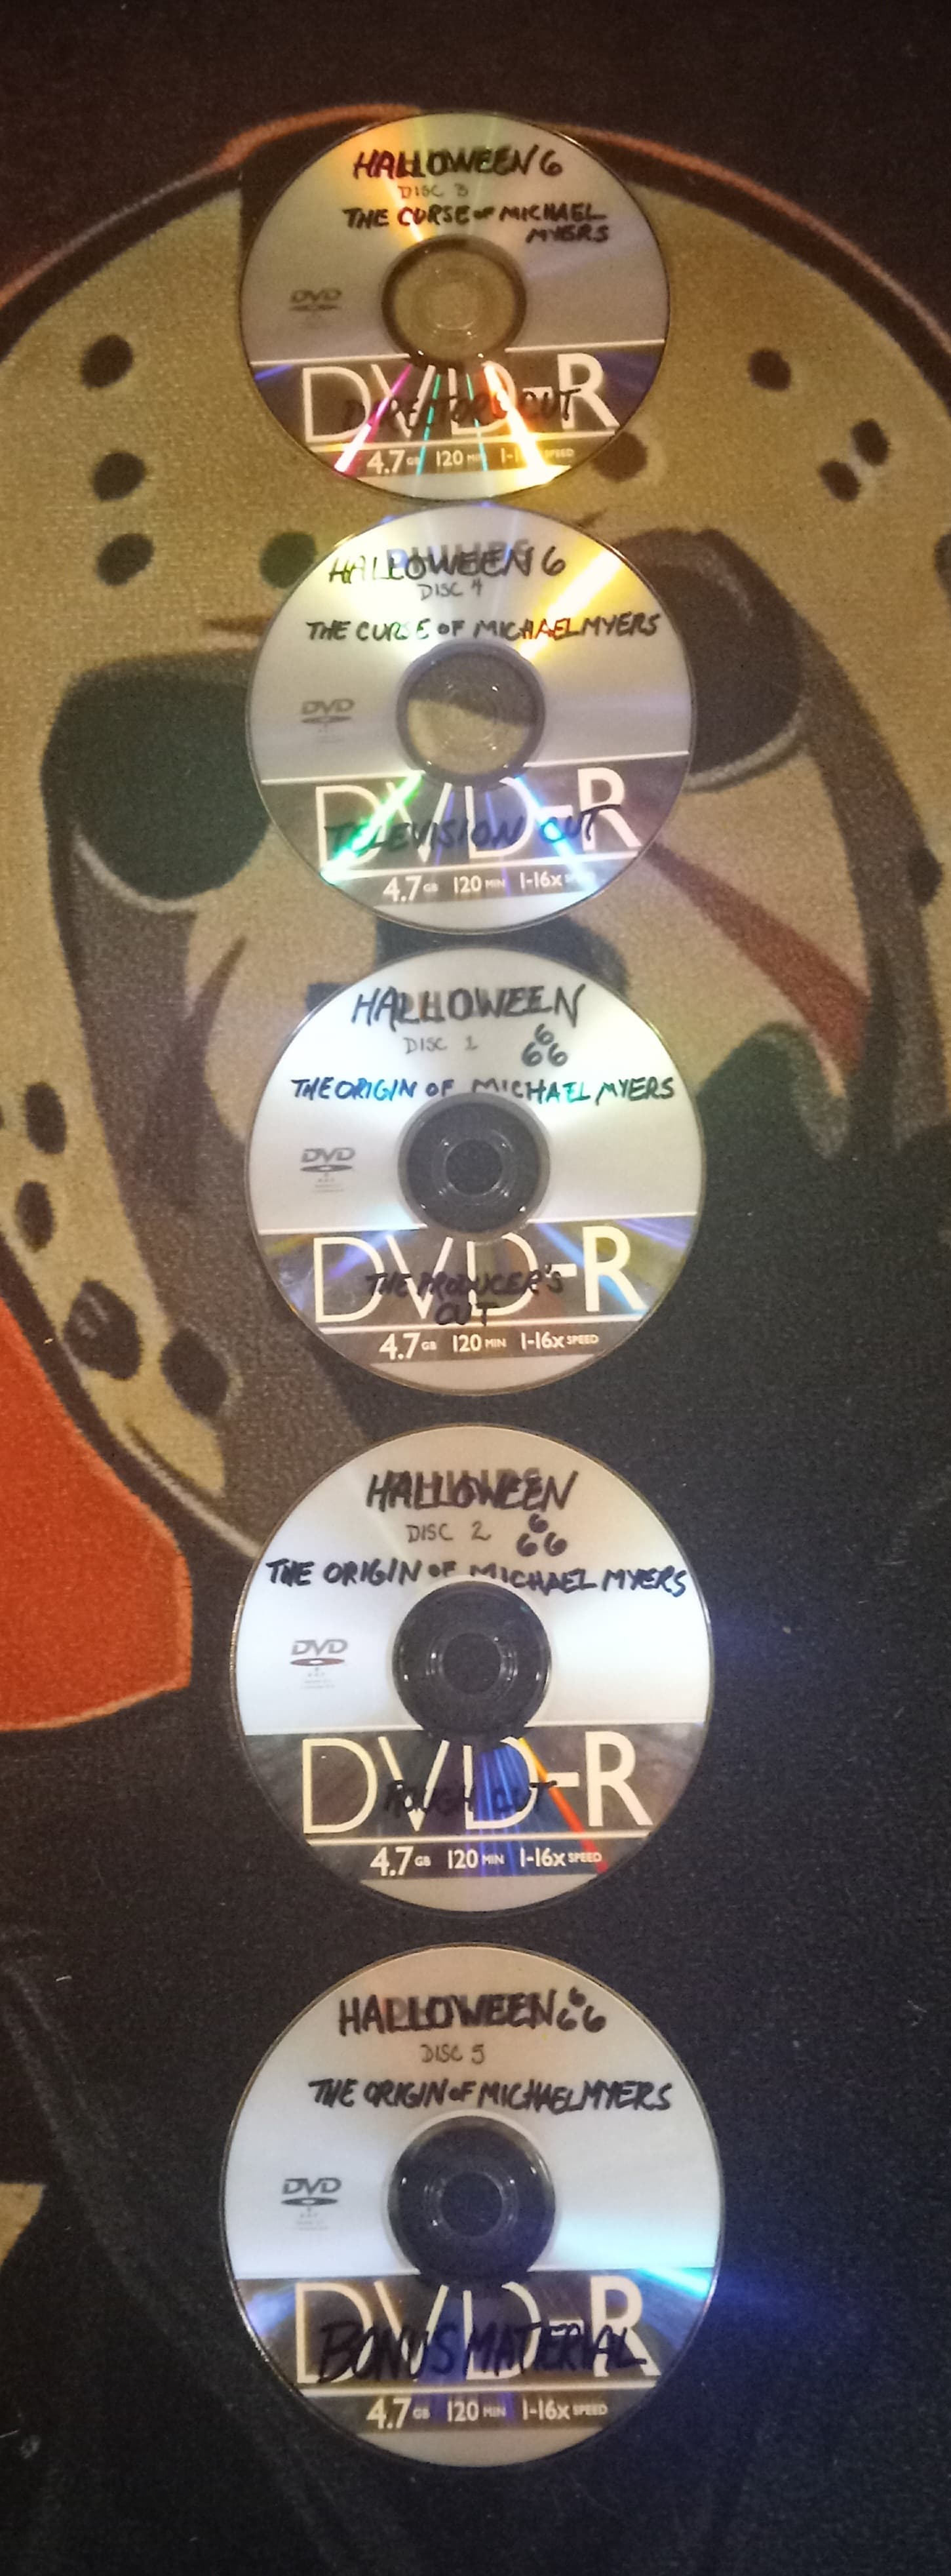 HALLOWEEN 6
DISC 3
THE CURSE OF MICHAEL
MYERS
DVD
DVD-R
DIRECTORS CUT
4.7 GB 120 MIN SPEED
HALLOWEEN 6
DISC 4
THE CURSE OF MICHAEL MYERS
DVD
DVD-R
TELEVISION CUT
4.7 GB 120 MIN 1-16x
HALLOWEEN
DISC 1
6
66
THE ORIGIN OF MICHAEL MYERS
DVD
DVD-R
THE PRODUCER'S
CUT
4.7 GB 120 MIN 1-16x SPEED
HALLOWEEN
DISC 2
6
66
THE ORIGIN OF MICHAEL MYERS
DVD
DVD-R
ROUGH CUT
4.7 GB 120 MIN 1-16x SPEED
HALLOWEEN 666
DISC 5
THE ORIGIN OF MICHAEL MYERS
DVD
DVD-R
BONUS MATERIAL
4.7 GB 120 MIN 1-16x SPEED